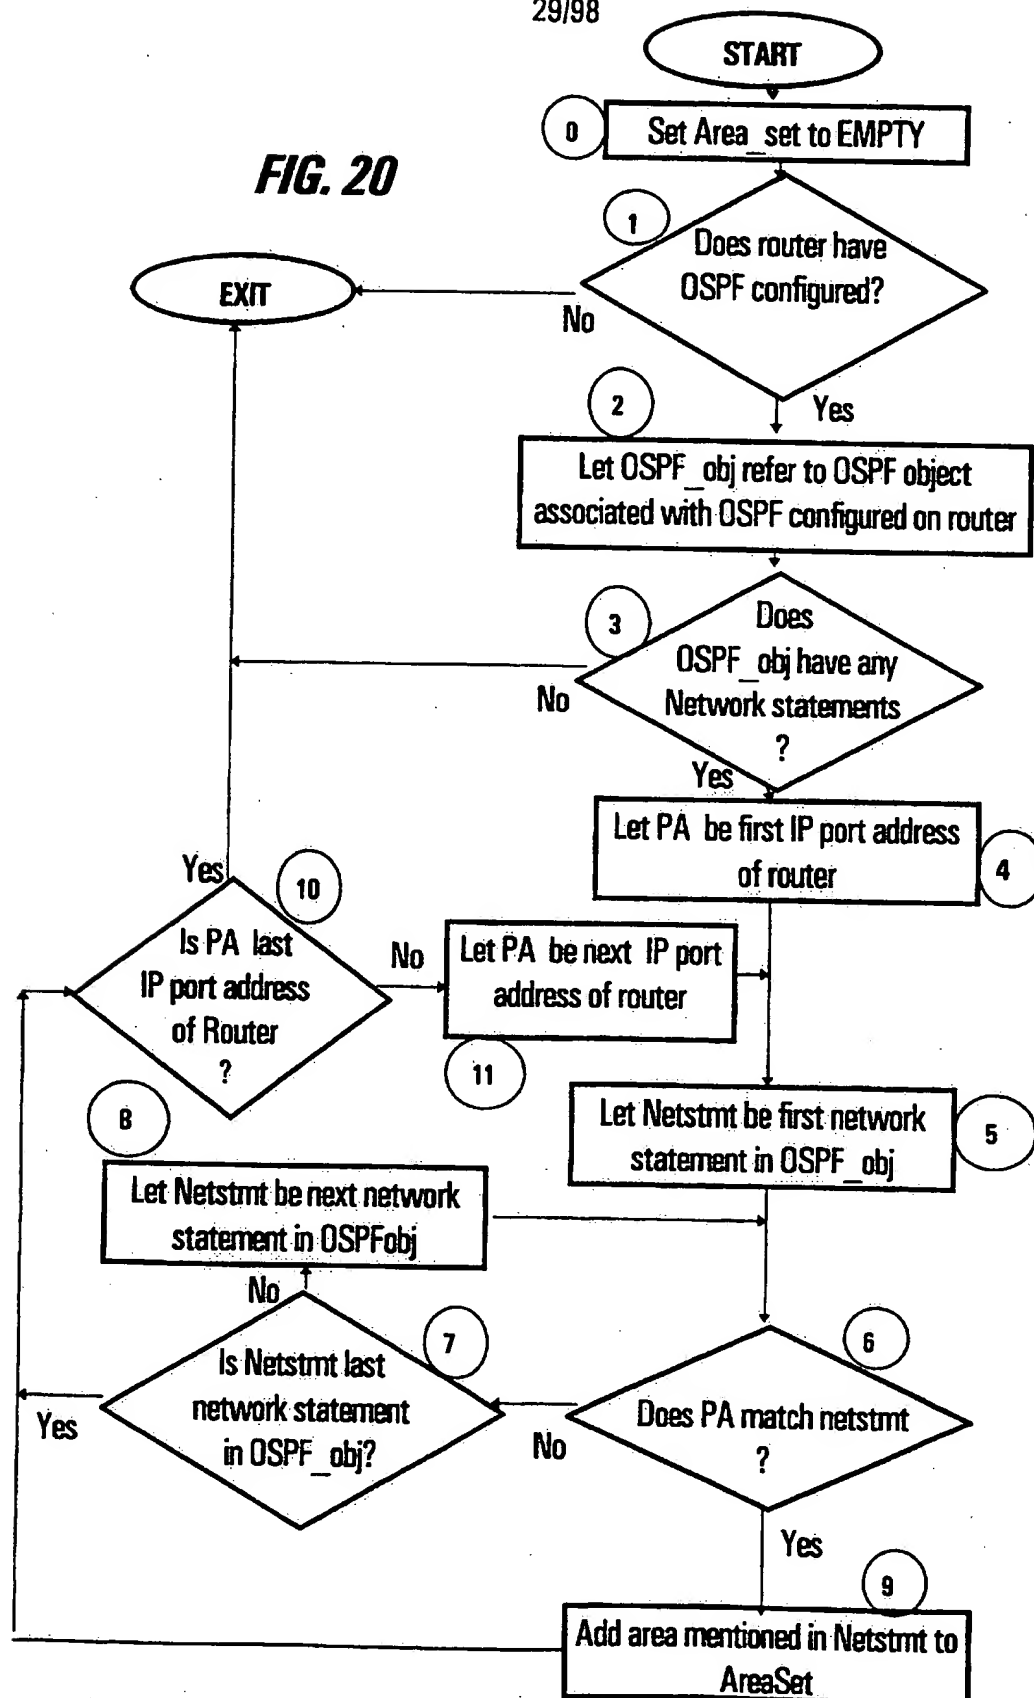 29/98
START
0
Set Area_set to EMPTY
FIG. 20
1
Does router have
OSPF configured?
EXIT
No
2
Yes
Let OSPF_obj refer to OSPF object
associated with OSPF configured on router
3
Does
OSPF_obj have any
Network statements
?
No
Yes
Let PA be first IP port address
of router
4
Yes
10
Is PA last
IP port address
of Router
?
No
Let PA be next IP port
address of router
11
8
Let Netstmt be first network
statement in OSPF_obj
5
Let Netstmt be next network
statement in OSPFobj
No
7
Is Netstmt last
network statement
in OSPF_obj?
Yes
6
Does PA match netstmt
?
No
Yes
9
Add area mentioned in Netstmt to
AreaSet